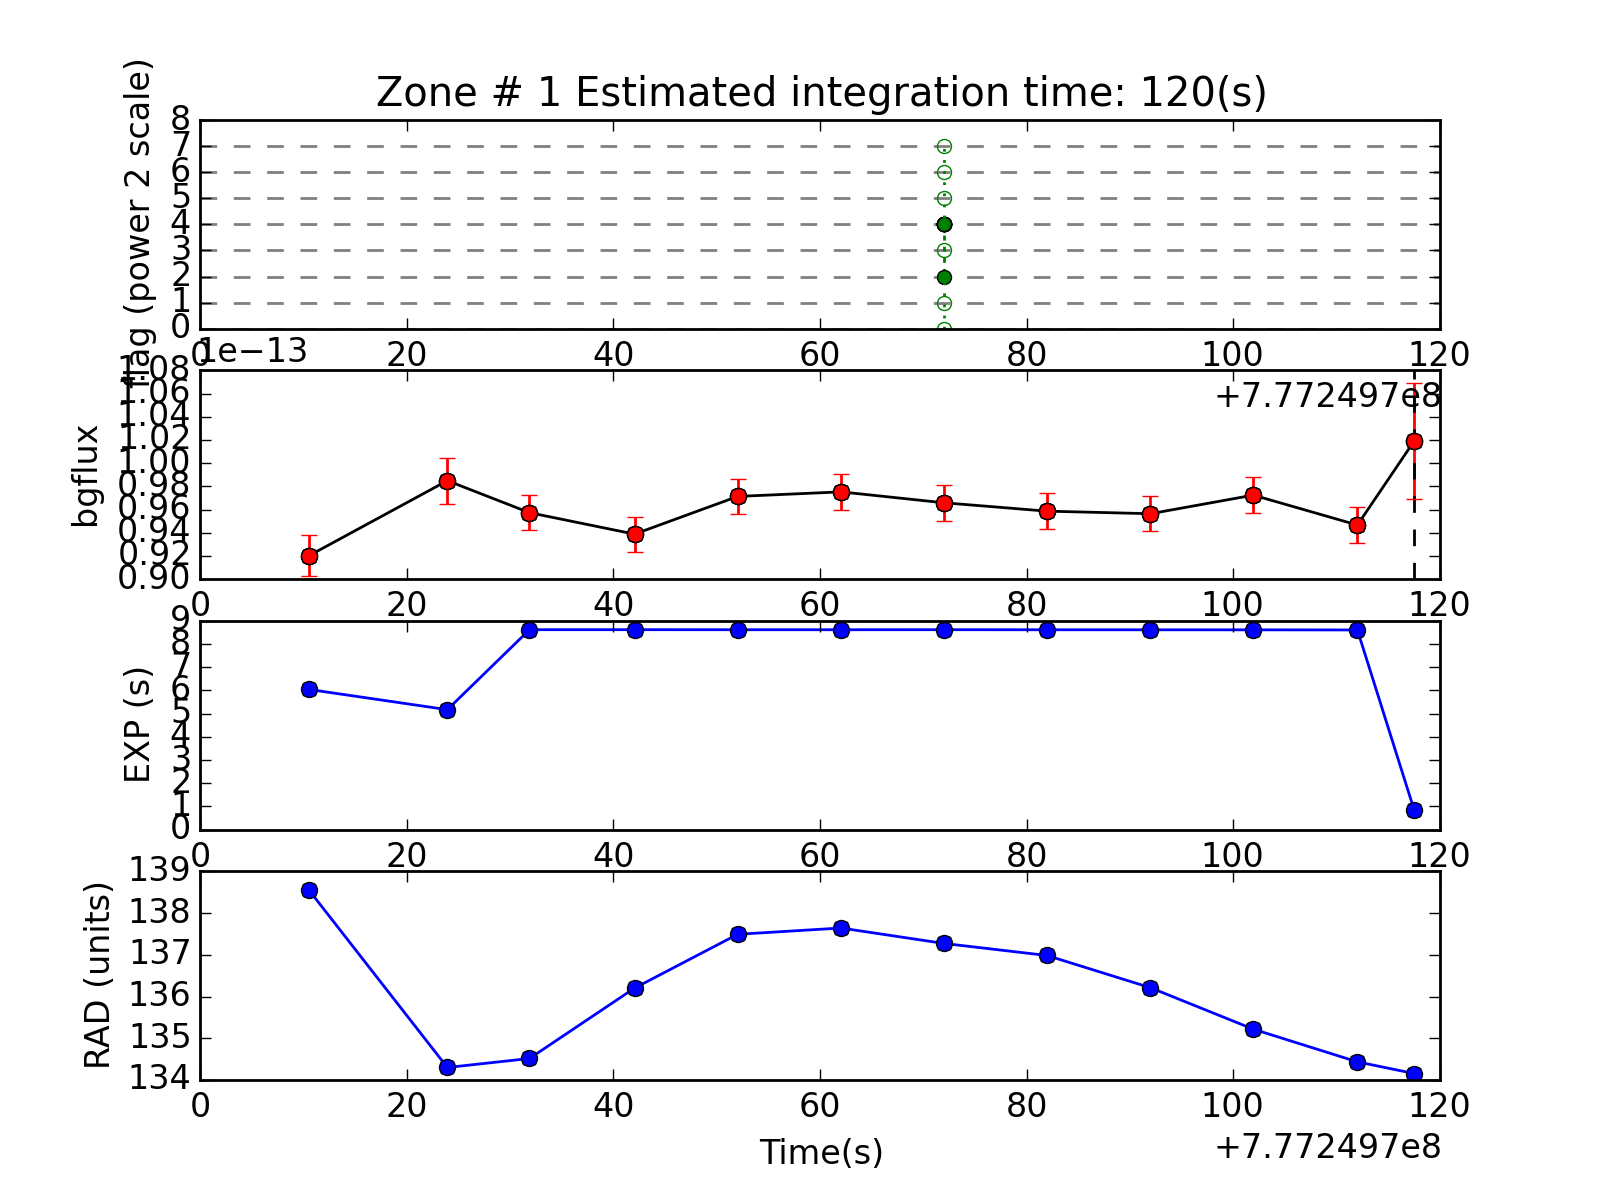 Zone # 1 Estimated integration time: 120(s)
flag (power 2 scale)
8
7
6
5
4
3
2
1
0
0 20 40 60 80 100 120
+7.772497e8
1e−13
bgflux
1.08
1.06
1.04
1.02
1.00
0.98
0.96
0.94
0.92
0.90
0 20 40 60 80 100 120
EXP (s)
9
8
7
6
5
4
3
2
1
0
0 20 40 60 80 100 120
RAD (units)
139
138
137
136
135
134
0 20 40 60 80 100 120
Time(s)
+7.772497e8